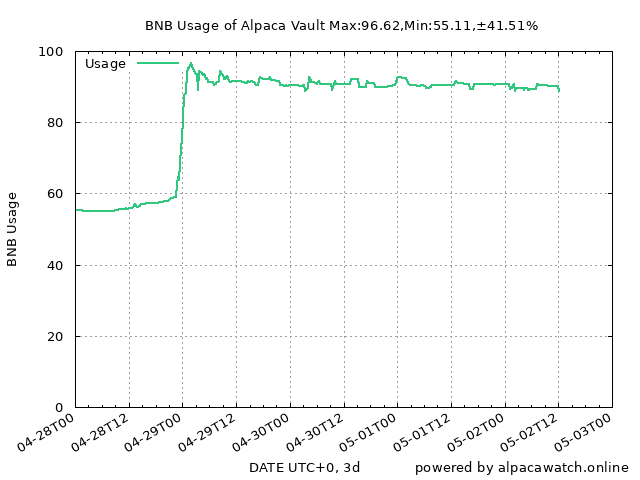 BNB Usage of Alpaca Vault Max:96.62,Min:55.11,±41.51%
100
Usage
80
60
BNB Usage
40
20
0
04-28T00
04-28T12
04-29T00
04-29T12
04-30T00
04-30T12
05-01T00
05-01T12
05-02T00
05-02T12
05-03T00
DATE UTC+0, 3d
powered by alpacawatch.online